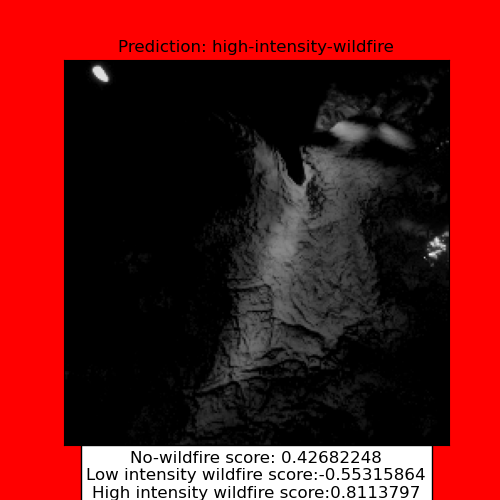 Prediction: high-intensity-wildfire
No-wildfire score: 0.42682248
Low intensity wildfire score:-0.55315864
High intensity wildfire score:0.8113797